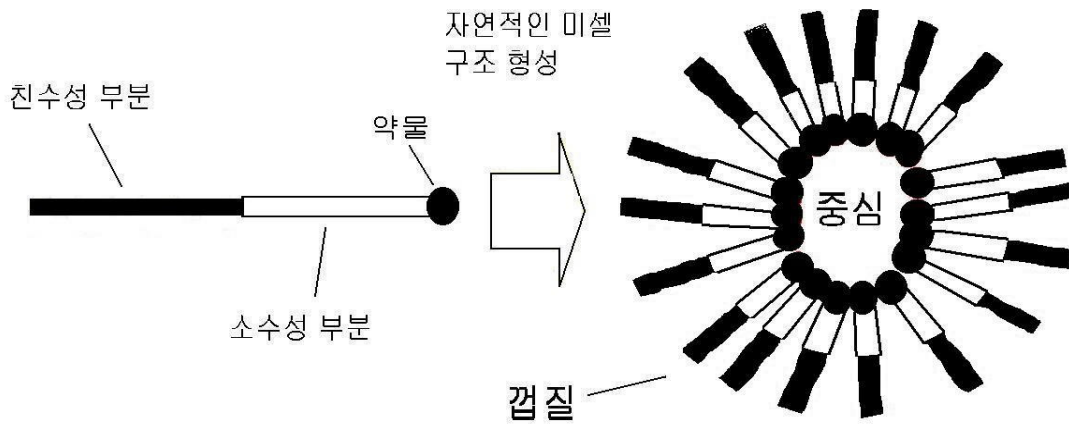 자연적인 미셀
구조 형성
친수성 부분
약물
중심
소수성 부분
껍질